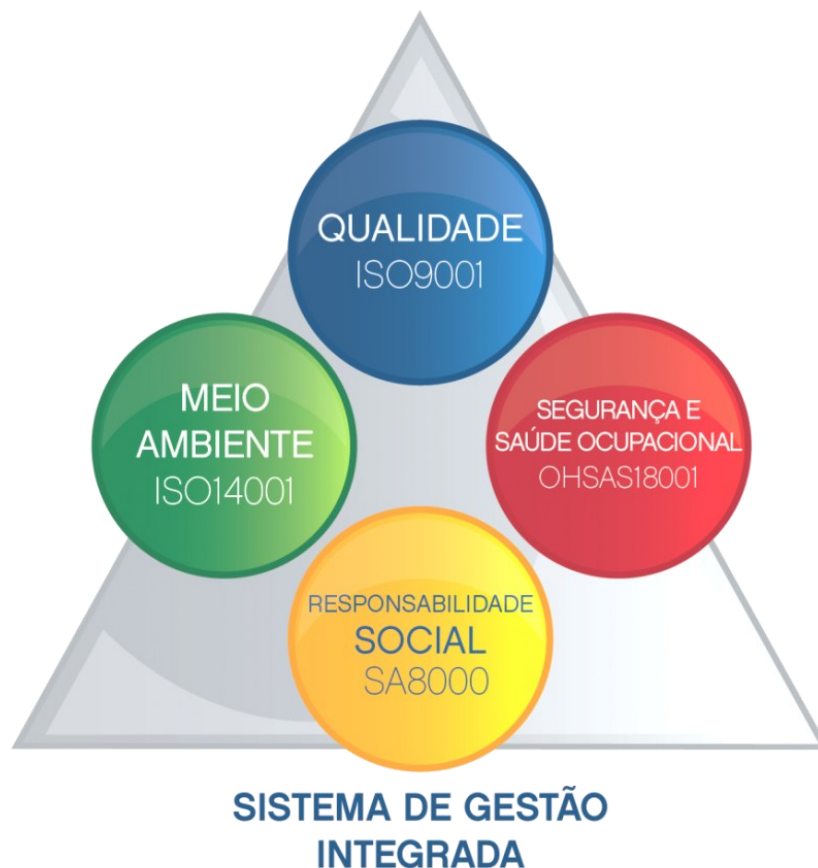 QUALIDADE
ISO9001
MEIO
AMBIENTE
ISO14001
SEGURANÇA E
SAÚDE OCUPACIONAL
OHSAS18001
RESPONSABILIDADE
SOCIAL
SA8000
SISTEMA DE GESTÃO
INTEGRADA